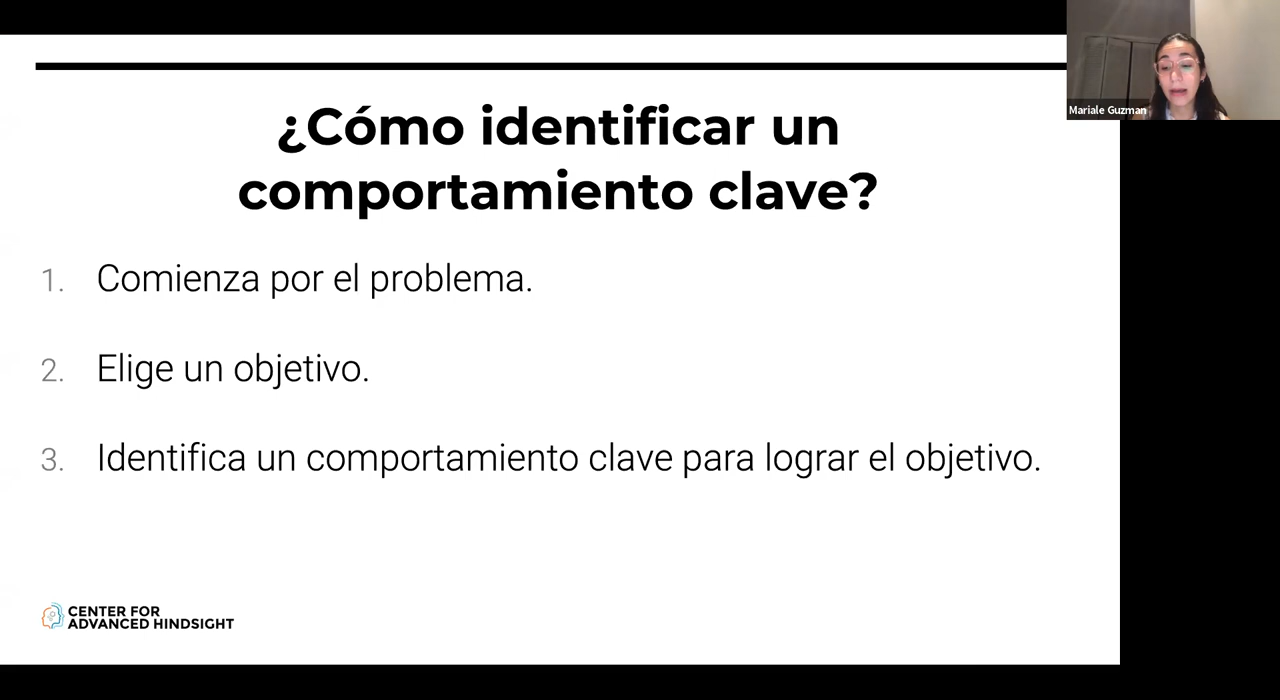 Mariale Guzman
¿Cómo identificar un
comportamiento clave?
1. Comienza por el problema.
2. Elige un objetivo.
3. Identifica un comportamiento clave para lograr el objetivo.
CENTER FOR
ADVANCED HINDSIGHT